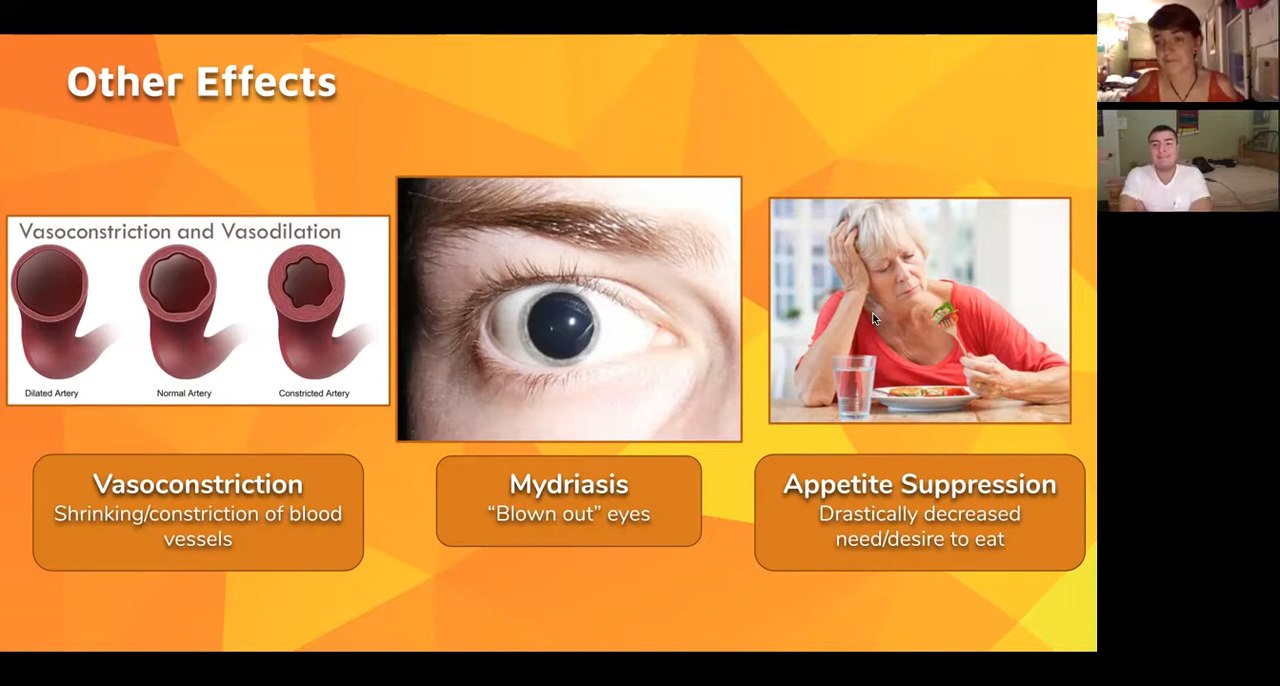 Other Effects
Vasoconstriction and Vasodilation
Dilated Artery
Normal Artery
Constricted Artery
Vasoconstriction
Shrinking/constriction of blood
vessels
Mydriasis
“Blown out” eyes
Appetite Suppression
Drastically decreased
need/desire to eat